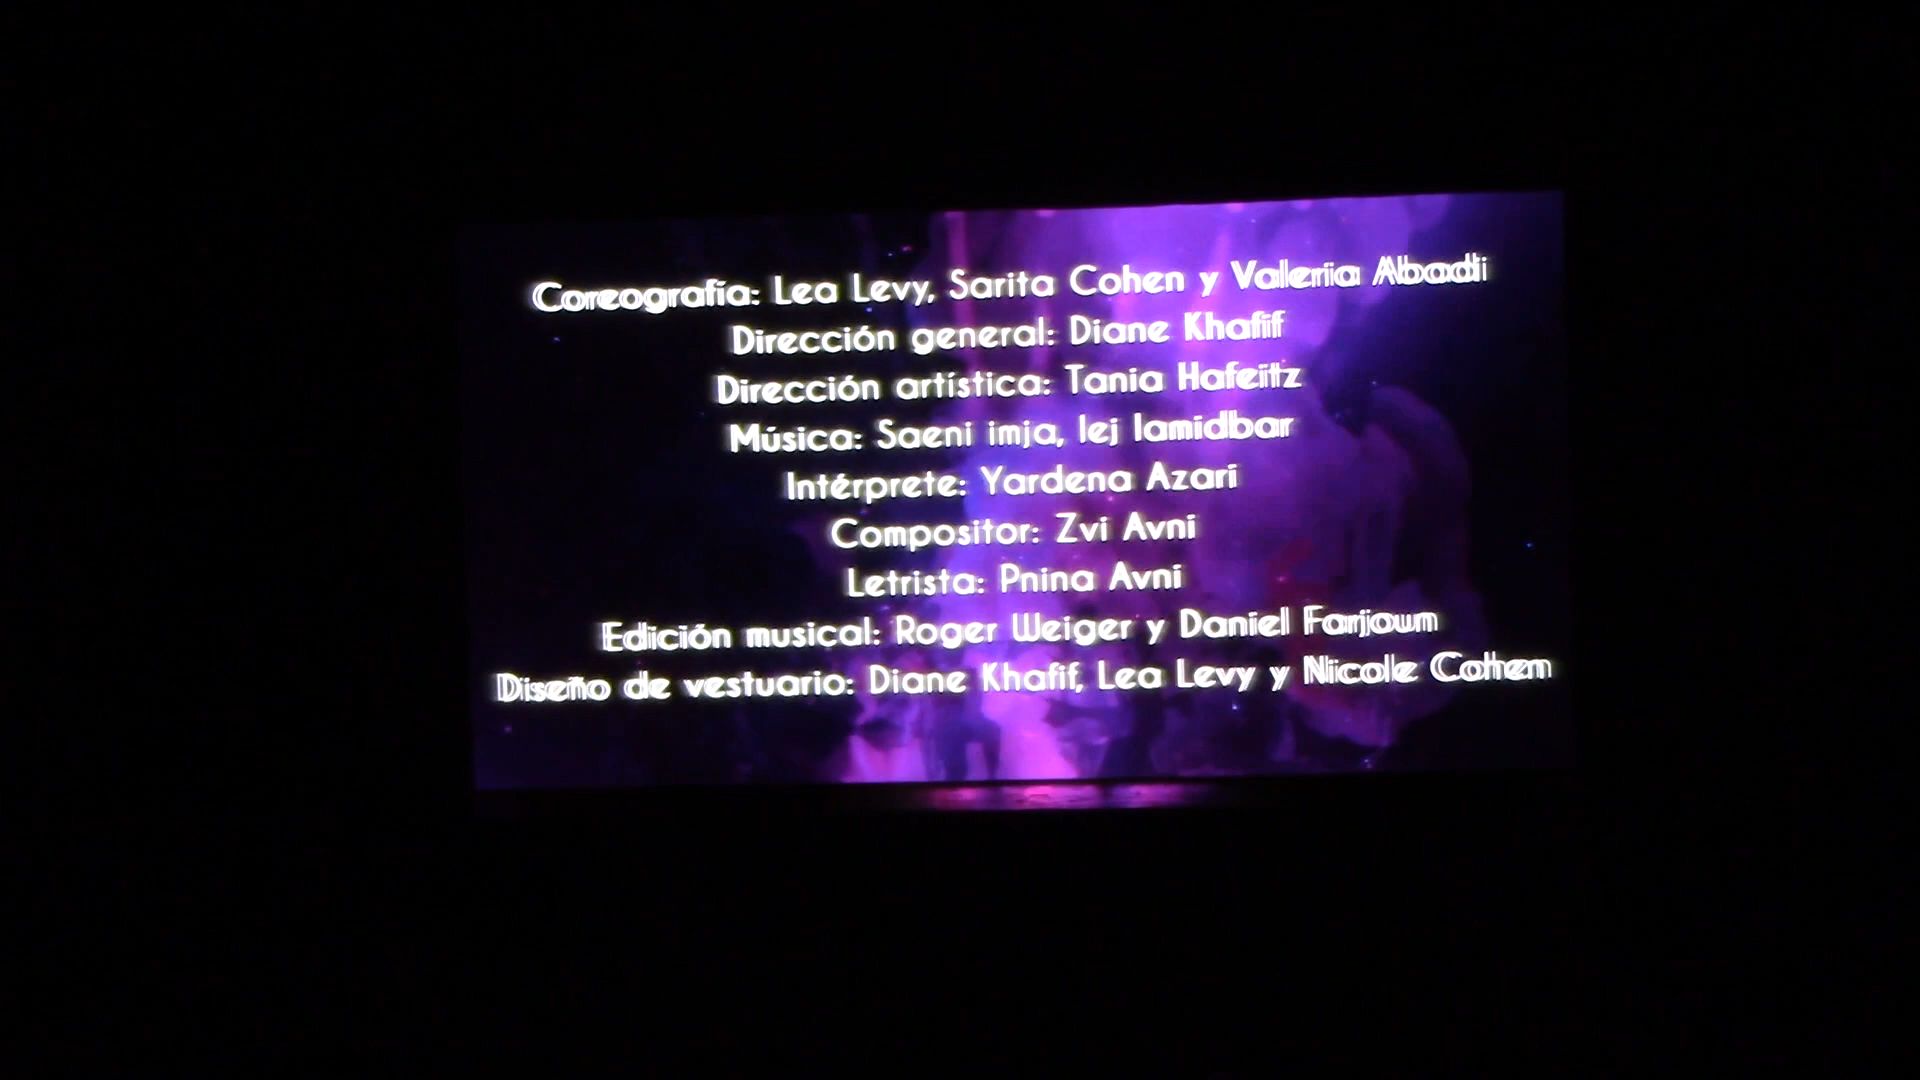 Coreografía: Lea Levy, Sarita Cohen y Valeria Abadi
Dirección general: Diane Khafif
Dirección artística: Tania Hafeitz
Música: Saeni imja, lej lamidbar
Intérprete: Yardena Azari
Compositor: Zvi Avni
Letrista: Pnina Avni
Edición musical: Roger Weiger y Daniel Farjoun
Diseño de vestuario: Diane Khafif, Lea Levy y Nicole Cohen